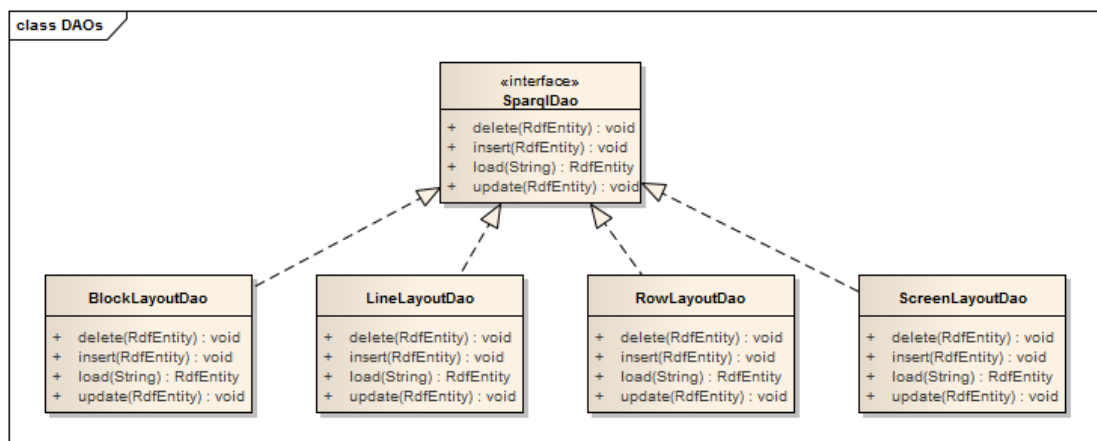 class DAOs
«interface»
SparqlDao
+ delete(RdfEntity) : void
+ insert(RdfEntity) : void
+ load(String) : RdfEntity
+ update(RdfEntity) : void
BlockLayoutDao
+ delete(RdfEntity) : void
+ insert(RdfEntity) : void
+ load(String) : RdfEntity
+ update(RdfEntity) : void
LineLayoutDao
+ delete(RdfEntity) : void
+ insert(RdfEntity) : void
+ load(String) : RdfEntity
+ update(RdfEntity) : void
RowLayoutDao
+ delete(RdfEntity) : void
+ insert(RdfEntity) : void
+ load(String) : RdfEntity
+ update(RdfEntity) : void
ScreenLayoutDao
+ delete(RdfEntity) : void
+ insert(RdfEntity) : void
+ load(String) : RdfEntity
+ update(RdfEntity) : void